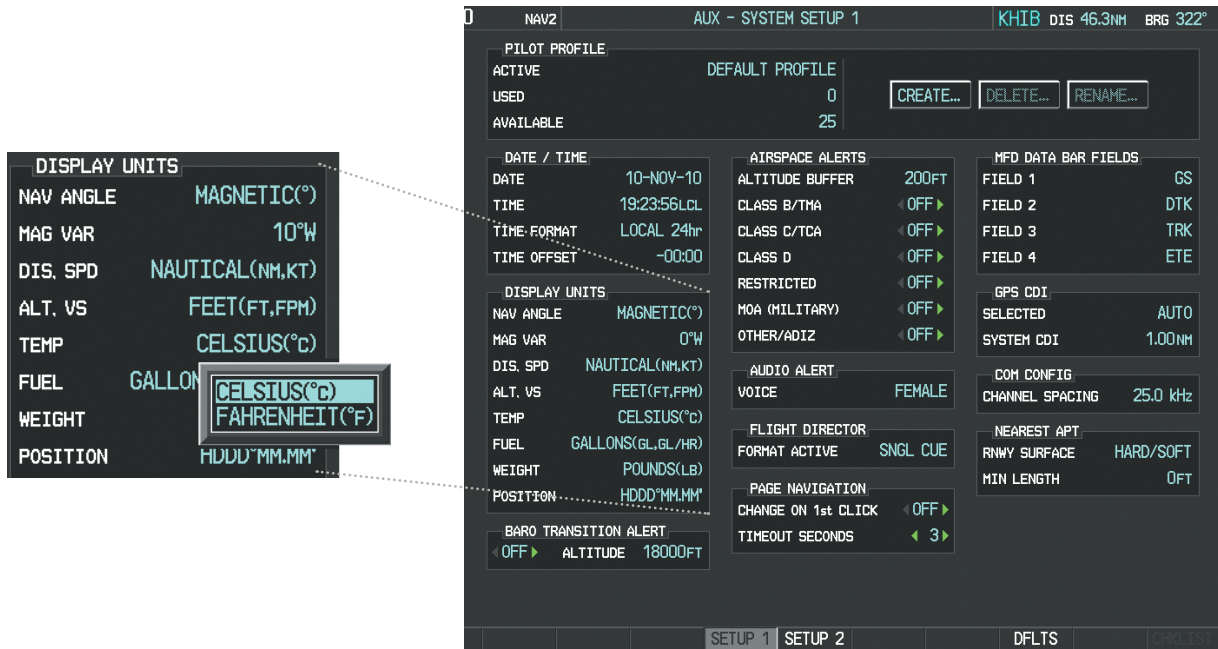 NAV2 AUX - SYSTEM SETUP 1 KHIB DIS 46.3NM BRG 322°
PILOT PROFILE
ACTIVE DEFAULT PROFILE
USED 0
AVAILABLE 25
CREATE... DELETE... RENAME...
DISPLAY UNITS
NAV ANGLE MAGNETIC(°)
MAG VAR 10°W
DIS, SPD NAUTICAL(NM,KT)
ALT, VS FEET(FT,FPM)
TEMP CELSIUS(°C)
FUEL GALLON
WEIGHT
POSITION HDDD°MM.MM'
CELSIUS(°C)
FAHRENHEIT(°F)
DATE / TIME
DATE 10-NOV-10
TIME 19:23:56LCL
TIME FORMAT LOCAL 24hr
TIME OFFSET -00:00
DISPLAY UNITS
NAV ANGLE MAGNETIC(°)
MAG VAR 0°W
DIS, SPD NAUTICAL(NM,KT)
ALT, VS FEET(FT,FPM)
TEMP CELSIUS(°C)
FUEL GALLONS(GL,GL/HR)
WEIGHT POUNDS(LB)
POSITION HDDD°MM.MM'
BARO TRANSITION ALERT
OFF ALTITUDE 18000FT
AIRSPACE ALERTS
ALTITUDE BUFFER 200FT
CLASS B/TMA OFF
CLASS C/TCA OFF
CLASS D OFF
RESTRICTED OFF
MOA (MILITARY) OFF
OTHER/ADIZ OFF
AUDIO ALERT
VOICE FEMALE
FLIGHT DIRECTOR
FORMAT ACTIVE SNGL CUE
PAGE NAVIGATION
CHANGE ON 1st CLICK OFF
TIMEOUT SECONDS 3
MFD DATA BAR FIELDS
FIELD 1 GS
FIELD 2 DTK
FIELD 3 TRK
FIELD 4 ETE
GPS CDI
SELECTED AUTO
SYSTEM CDI 1.00NM
COM CONFIG
CHANNEL SPACING 25.0 kHz
NEAREST APT
RNWY SURFACE HARD/SOFT
MIN LENGTH 0FT
SETUP 1 SETUP 2 DFLTS CHKLIST